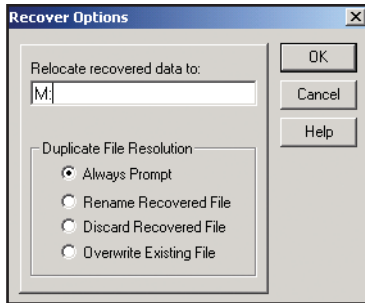 Recover Options
Relocate recovered data to:
M:
OK
Cancel
Help
Duplicate File Resolution
Always Prompt
Rename Recovered File
Discard Recovered File
Overwrite Existing File